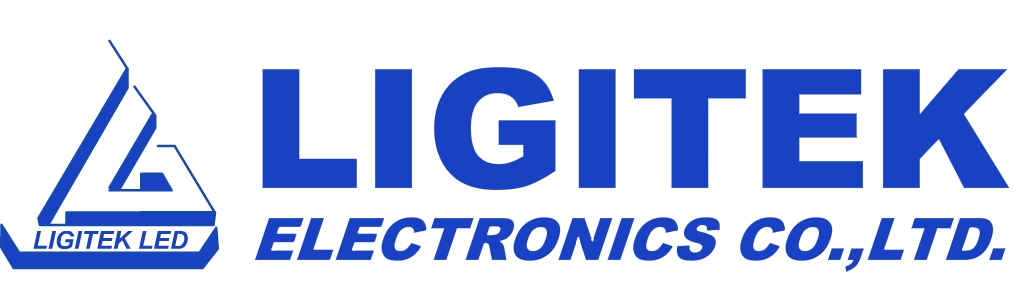 LIGITEK
ELECTRONICS CO.,LTD.
LIGITEK LED